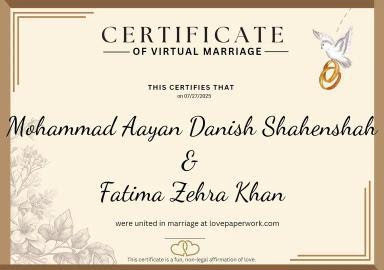 CERTIFICATE
OF VIRTUAL MARRIAGE
THIS CERTIFIES THAT
on 07/27/2025
Mohammad Aayan Danish Shahenshah
&
Fatima Zehra Khan
were united in marriage at lovepaperwork.com
This certificate is a fun, non-legal affirmation of love.